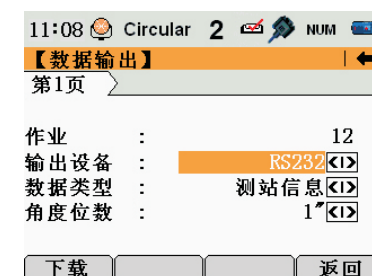 11:08 Circular 2 NUM
【数据输出】
第1页
作业 : 12
输出设备 : RS232
数据类型 : 测站信息
角度位数 : 1″
下载 返回